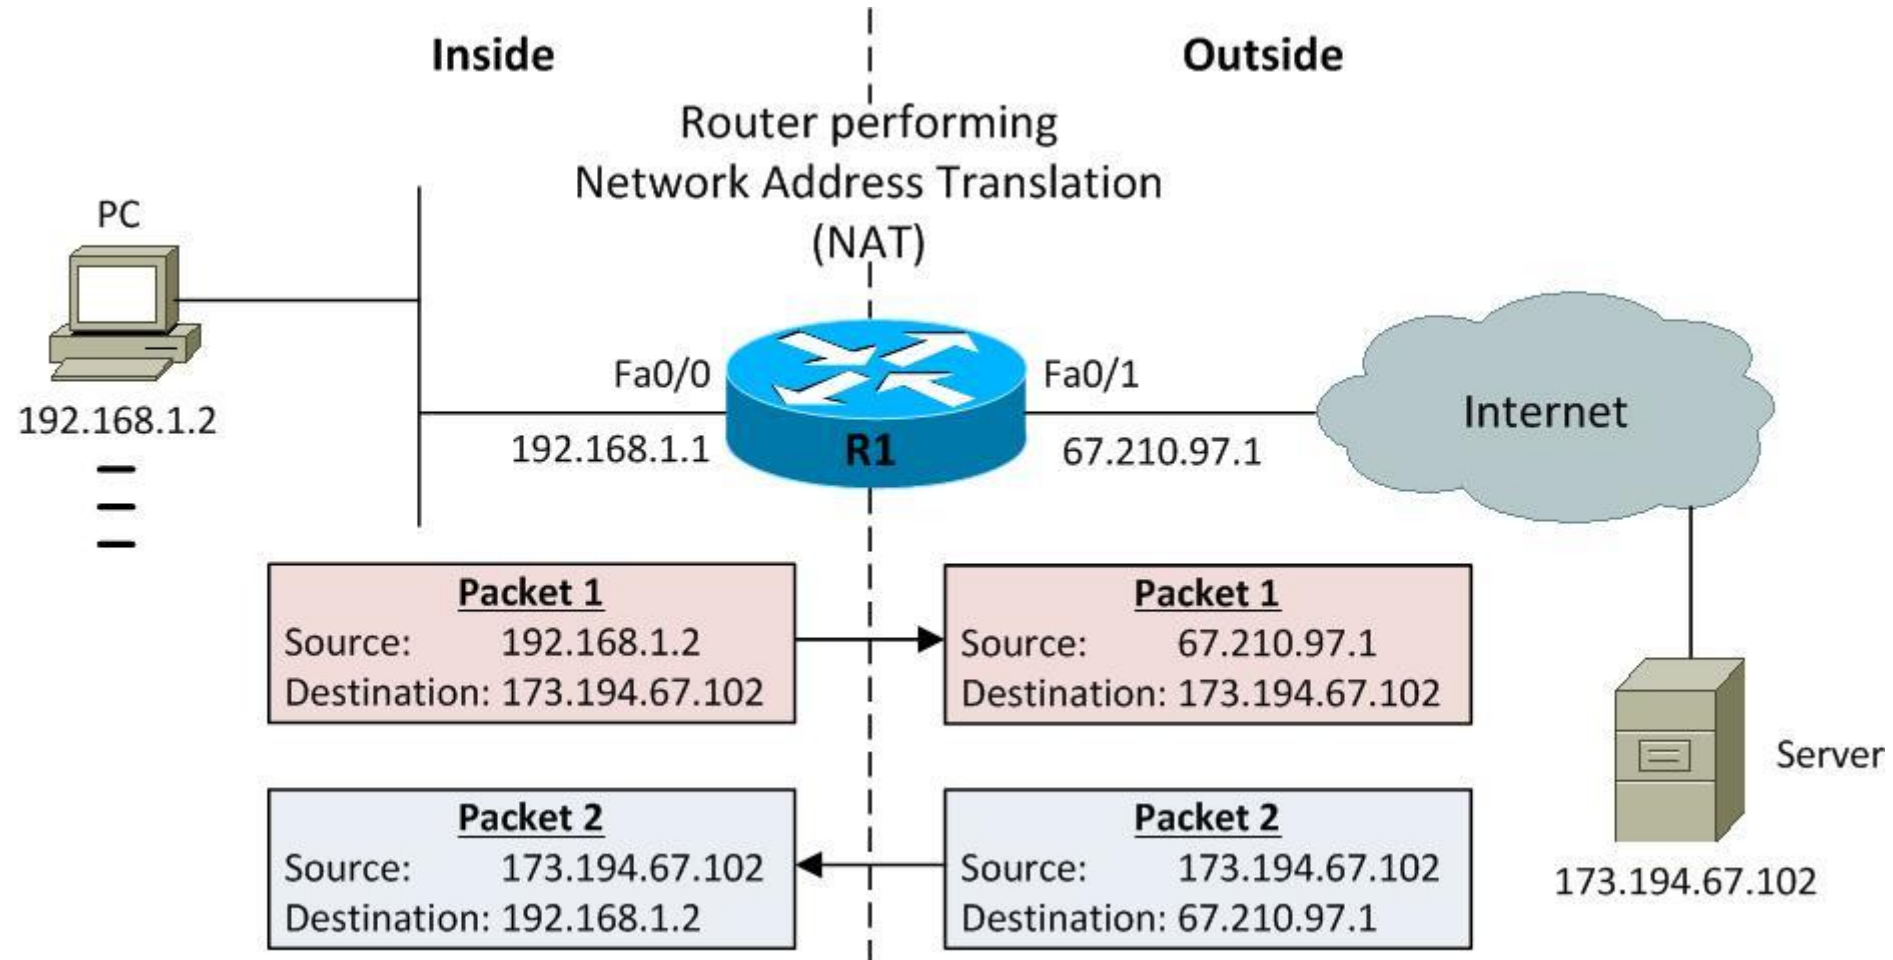 Inside
Outside
Router performing
Network Address Translation
(NAT)
PC
192.168.1.2
Fa0/0
192.168.1.1
R1
Fa0/1
67.210.97.1
Internet
Packet 1
Source: 192.168.1.2
Destination: 173.194.67.102
Packet 1
Source: 67.210.97.1
Destination: 173.194.67.102
Packet 2
Source: 173.194.67.102
Destination: 192.168.1.2
Packet 2
Source: 173.194.67.102
Destination: 67.210.97.1
Server
173.194.67.102